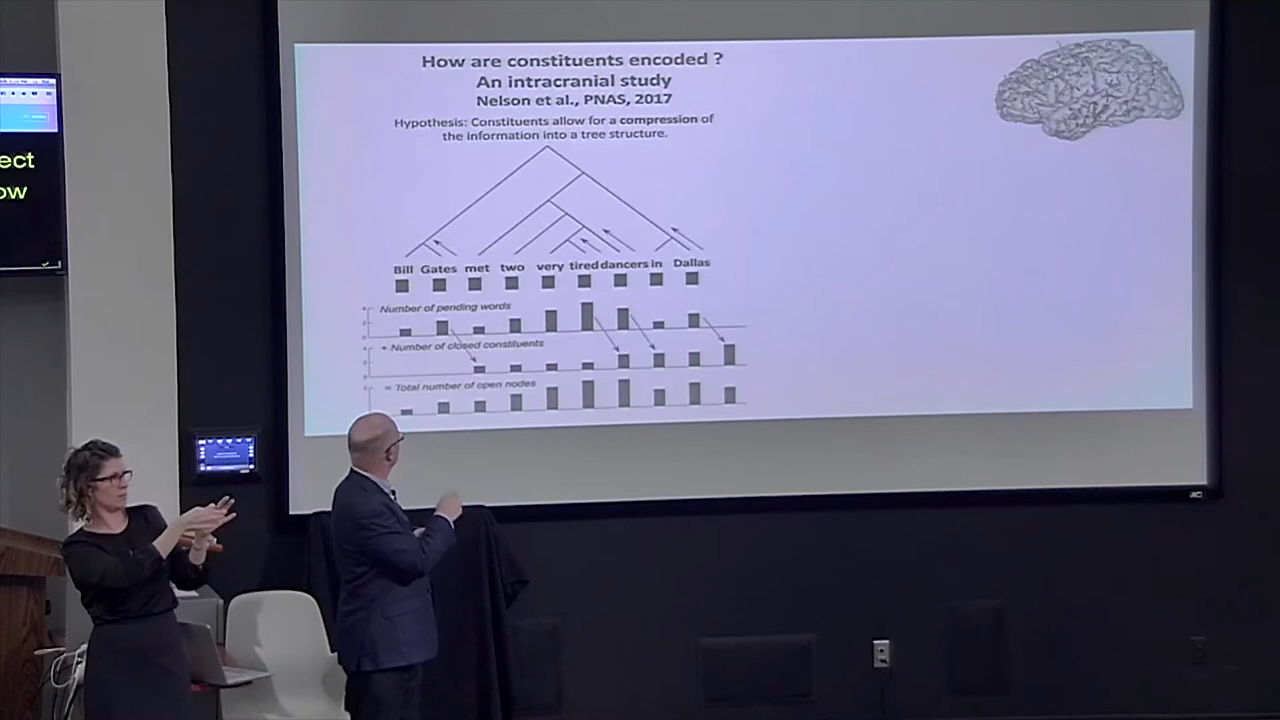 How are constituents encoded ?
An intracranial study
Nelson et al., PNAS, 2017
Hypothesis: Constituents allow for a compression of
the information into a tree structure.
Bill Gates met two very tired dancers in Dallas
Number of pending words
+ Number of closed constituents
= Total number of open nodes
ect
ow